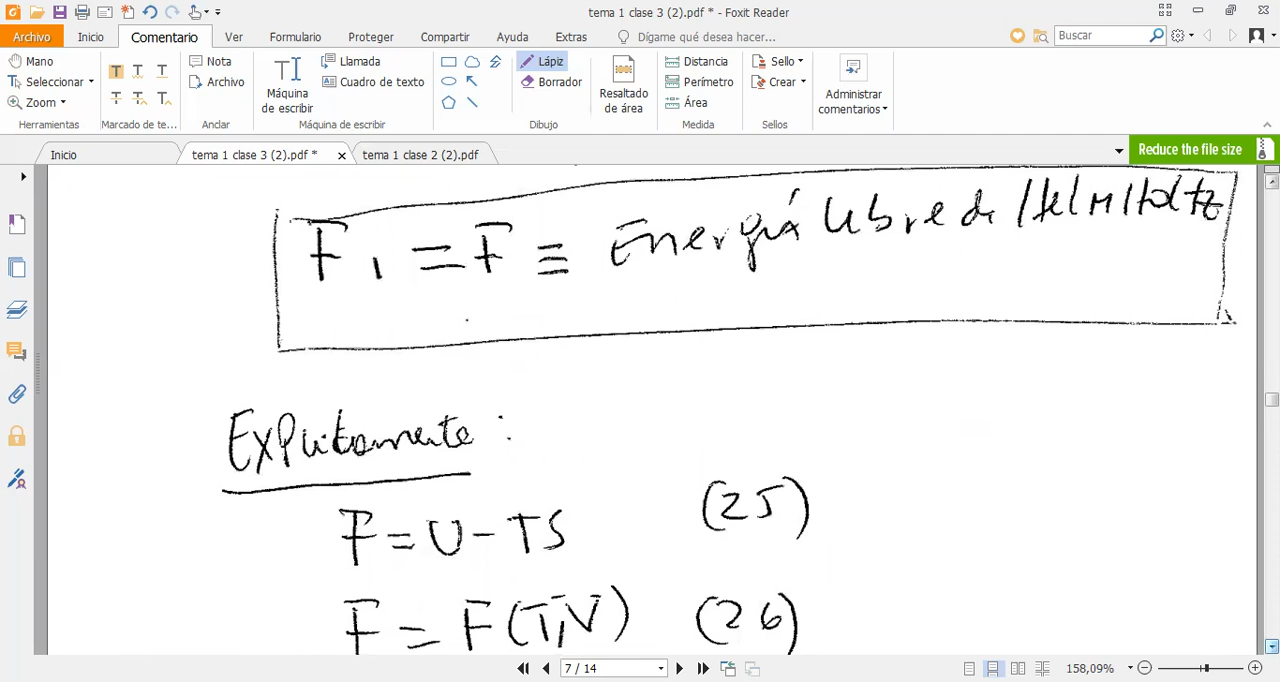 tema 1 clase 3 (2).pdf * - Foxit Reader
Archivo Inicio Comentario Ver Formulario Proteger Compartir Ayuda Extras Dígame qué desea hacer... Buscar
Mano Nota Llamada Lápiz Distancia Sello
Seleccionar Archivo Cuadro de texto Borrador Perímetro Crear
Zoom Máquina de escribir Resaltado de área Área Administrar comentarios
Herramientas Marcado de te... Anclar Máquina de escribir Dibujo Medida Sellos
Inicio tema 1 clase 3 (2).pdf * tema 1 clase 2 (2).pdf Reduce the file size
F1 = F ≡ Energía libre de Helmholtz
Explícitamente :
F = U - TS (25)
F = F(T,V) (26)
7 / 14 158,09%